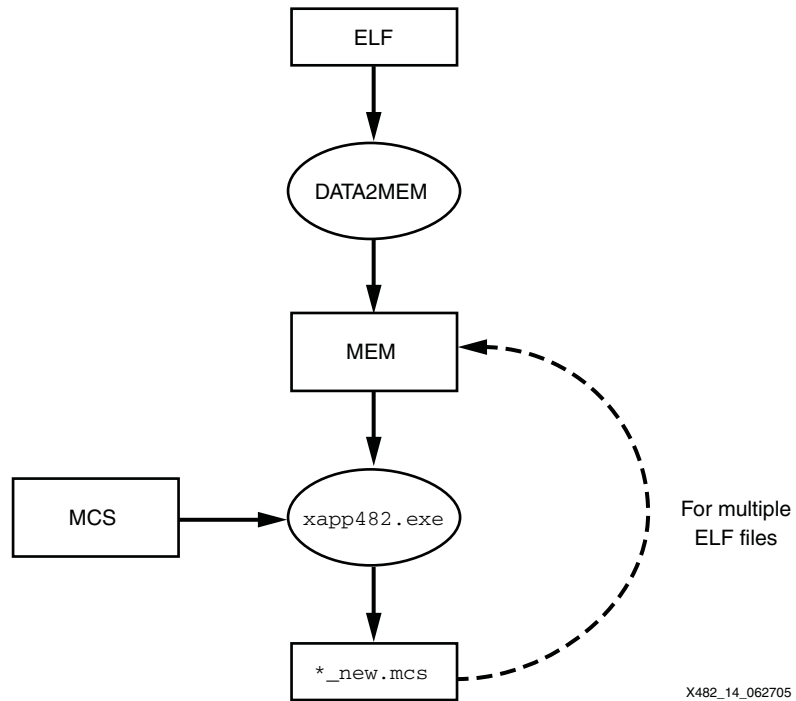 ELF
DATA2MEM
MEM
MCS
xapp482.exe
For multiple
ELF files
*_new.mcs
X482_14_062705